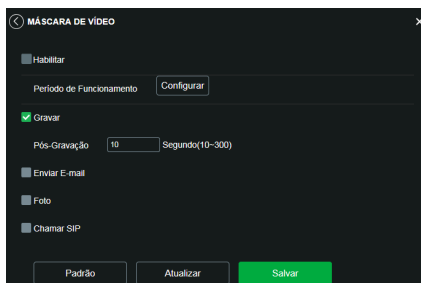 MÁSCARA DE VÍDEO
Habilitar
Período de Funcionamento Configurar
Gravar
Pós-Gravação 10 Segundo(10~300)
Enviar E-mail
Foto
Chamar SIP
Padrão Atualizar Salvar